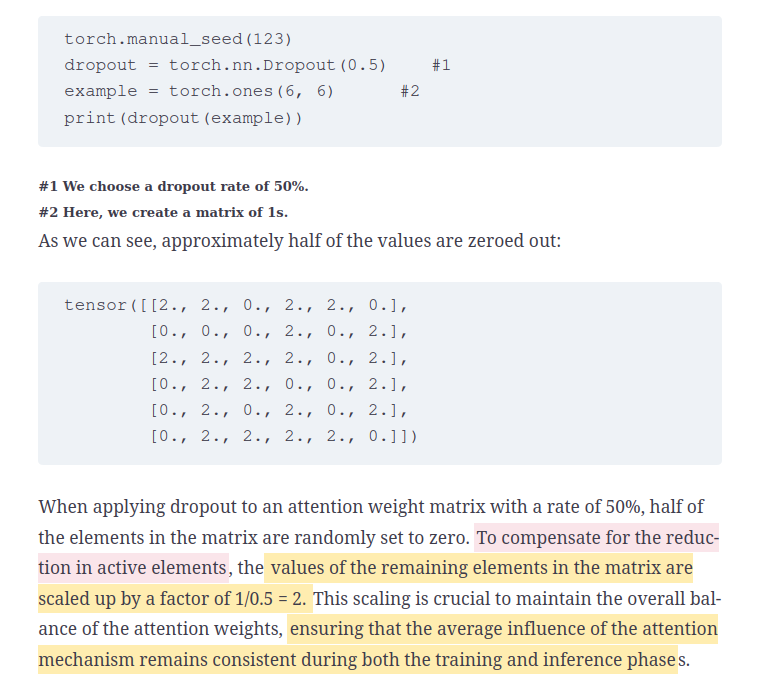 torch.manual_seed(123)
dropout = torch.nn.Dropout(0.5)    #1
example = torch.ones(6, 6)      #2
print(dropout(example))
#1 We choose a dropout rate of 50%.
#2 Here, we create a matrix of 1s.
As we can see, approximately half of the values are zeroed out:
tensor([[2., 2., 0., 2., 2., 0.],
        [0., 0., 0., 2., 0., 2.],
        [2., 2., 2., 2., 0., 2.],
        [0., 2., 2., 0., 0., 2.],
        [0., 2., 0., 2., 0., 2.],
        [0., 2., 2., 2., 2., 0.]])
When applying dropout to an attention weight matrix with a rate of 50%, half of
the elements in the matrix are randomly set to zero. To compensate for the reduc-
tion in active elements, the values of the remaining elements in the matrix are
scaled up by a factor of 1/0.5 = 2. This scaling is crucial to maintain the overall bal-
ance of the attention weights, ensuring that the average influence of the attention
mechanism remains consistent during both the training and inference phases.